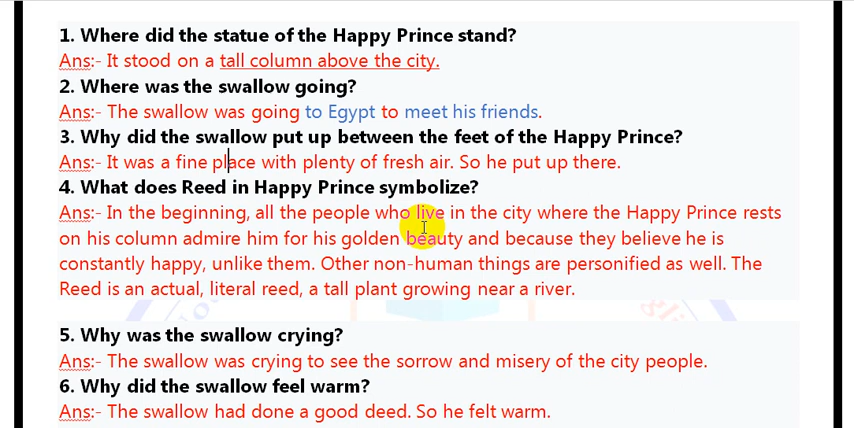 1. Where did the statue of the Happy Prince stand?
Ans:- It stood on a tall column above the city.
2. Where was the swallow going?
Ans:- The swallow was going to Egypt to meet his friends.
3. Why did the swallow put up between the feet of the Happy Prince?
Ans:- It was a fine place with plenty of fresh air. So he put up there.
4. What does Reed in Happy Prince symbolize?
Ans:- In the beginning, all the people who live in the city where the Happy Prince rests
on his column admire him for his golden beauty and because they believe he is
constantly happy, unlike them. Other non-human things are personified as well. The
Reed is an actual, literal reed, a tall plant growing near a river.
5. Why was the swallow crying?
Ans:- The swallow was crying to see the sorrow and misery of the city people.
6. Why did the swallow feel warm?
Ans:- The swallow had done a good deed. So he felt warm.